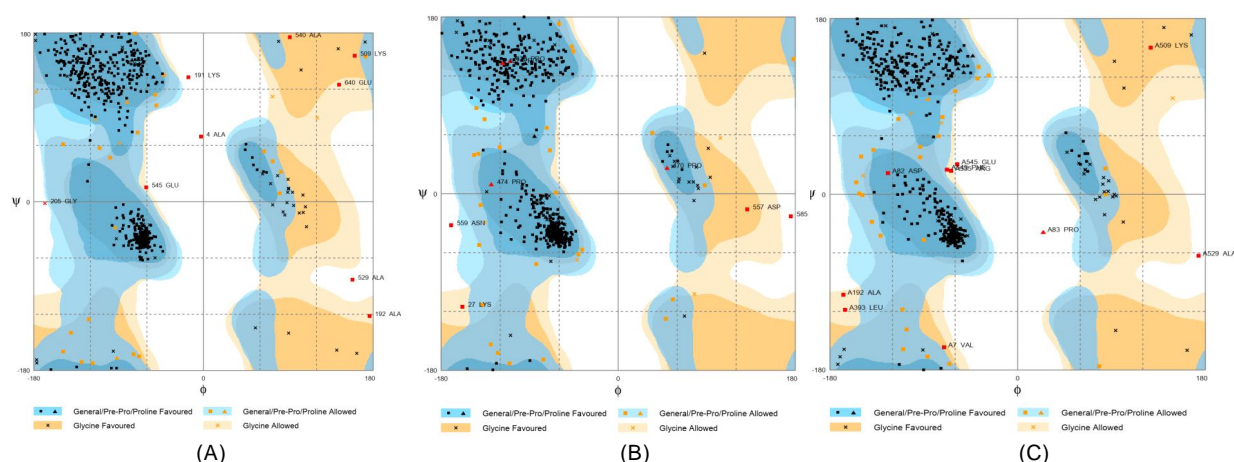 180
540 ALA
509 LYS
191 LYS
640 GLU
4 ALA
545 GLU
ψ
0
205 GLY
529 ALA
192 ALA
-180
-180
0
180
ϕ
General/Pre-Pro/Proline Favoured
General/Pre-Pro/Proline Allowed
Glycine Favoured
Glycine Allowed
(A)
180
470 PRO
474 PRO
ψ
0
557 ASP
585
559 ASN
27 LYS
-180
-180
0
180
ϕ
General/Pre-Pro/Proline Favoured
General/Pre-Pro/Proline Allowed
Glycine Favoured
Glycine Allowed
(B)
180
A509 LYS
A545 GLU
A82 ASP
ψ
0
A83 PRO
A529 ALA
A192 ALA
A393 LEU
A7 VAL
-180
-180
0
180
ϕ
General/Pre-Pro/Proline Favoured
General/Pre-Pro/Proline Allowed
Glycine Favoured
Glycine Allowed
(C)